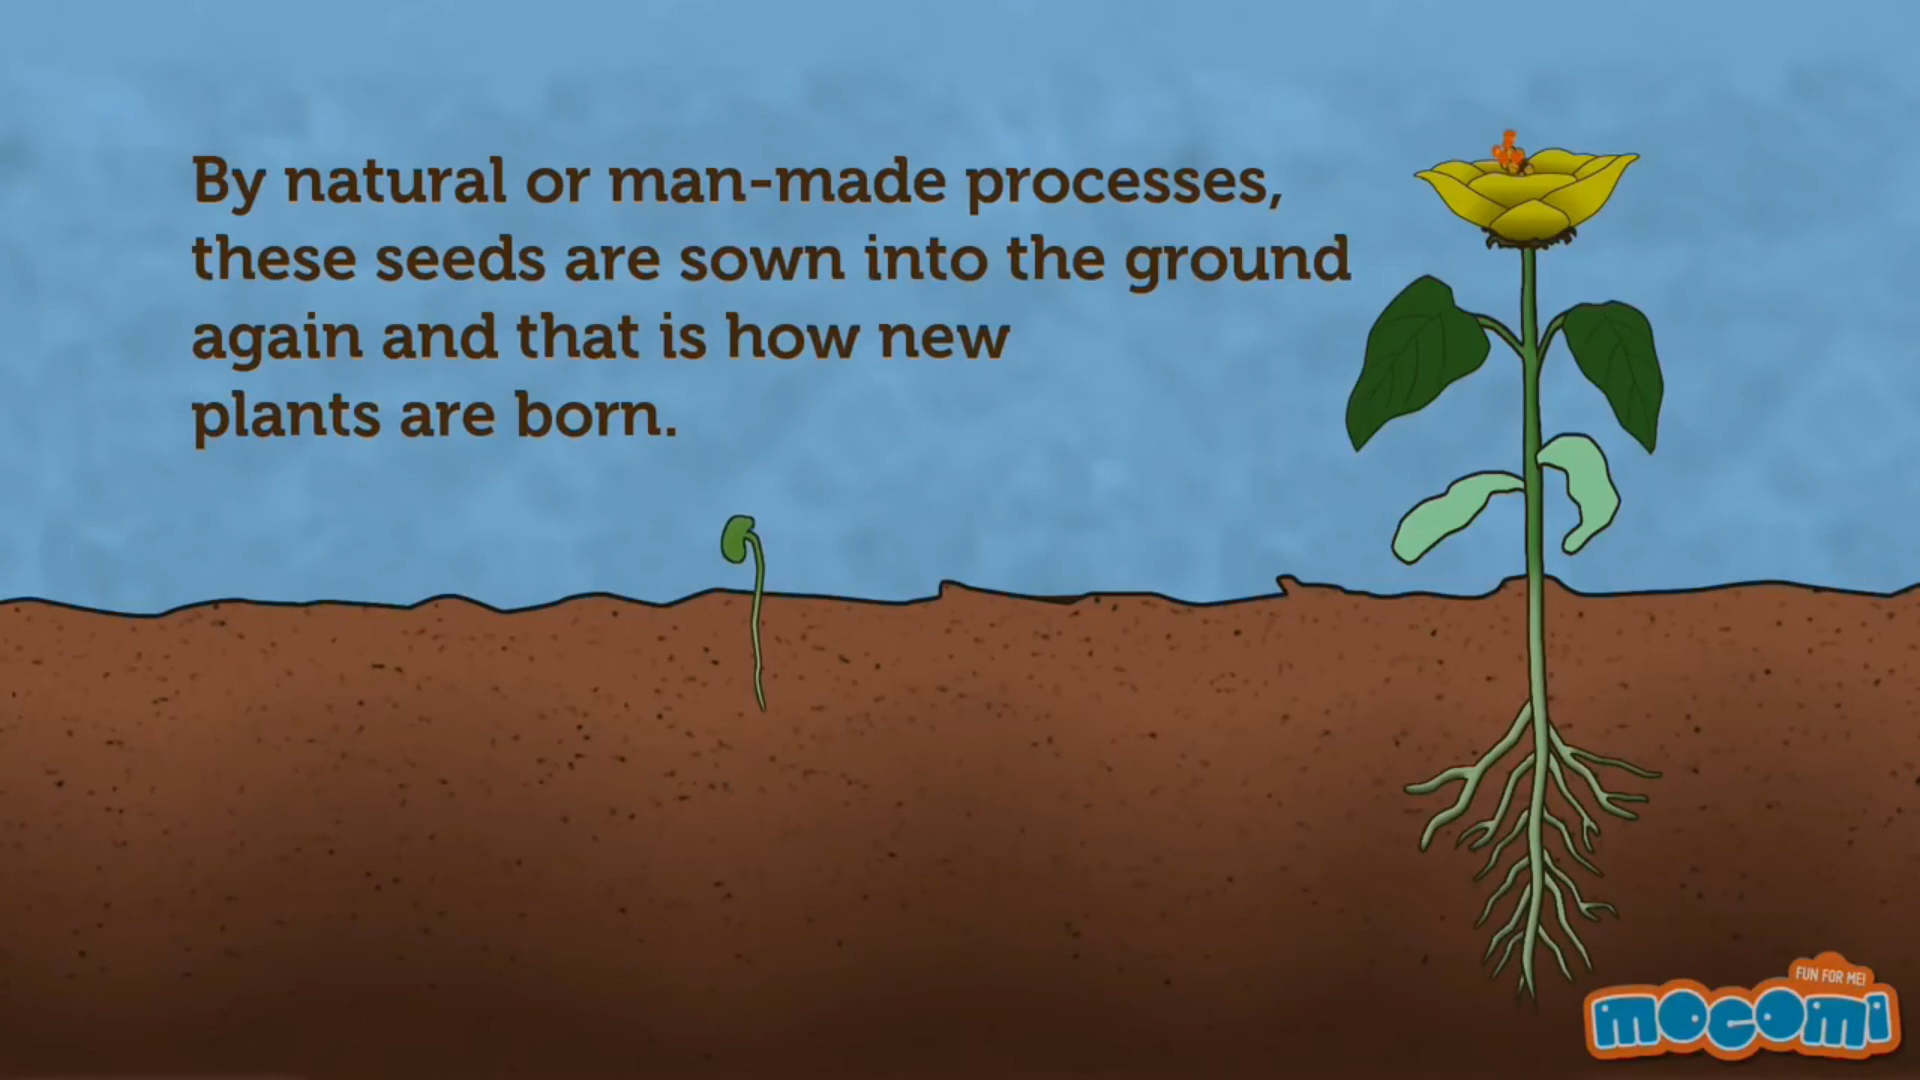 By natural or man-made processes,
these seeds are sown into the ground
again and that is how new
plants are born.
FUN FOR ME!
mocomi